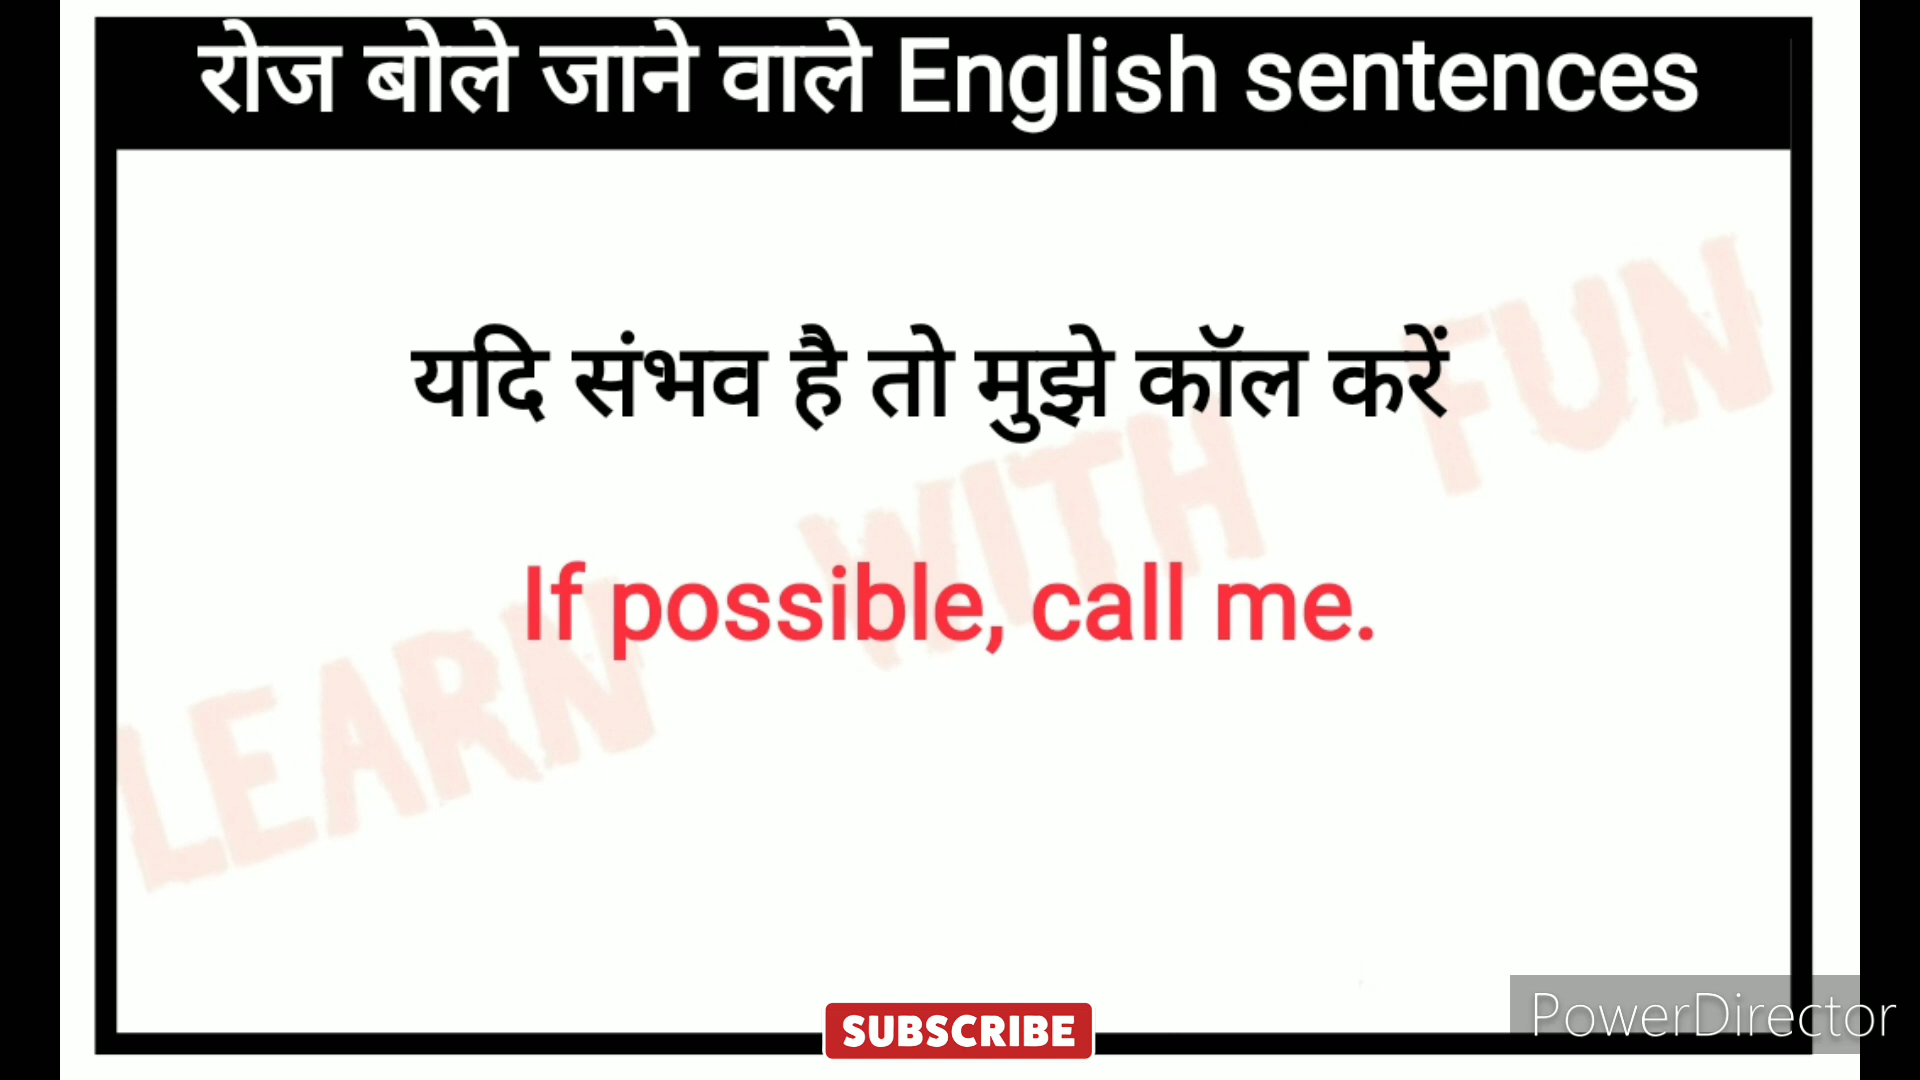 रोज बोले जाने वाले English sentences
यदि संभव है तो मुझे कॉल करें
If possible, call me.
LEARN WITH FUN
SUBSCRIBE
PowerDirector